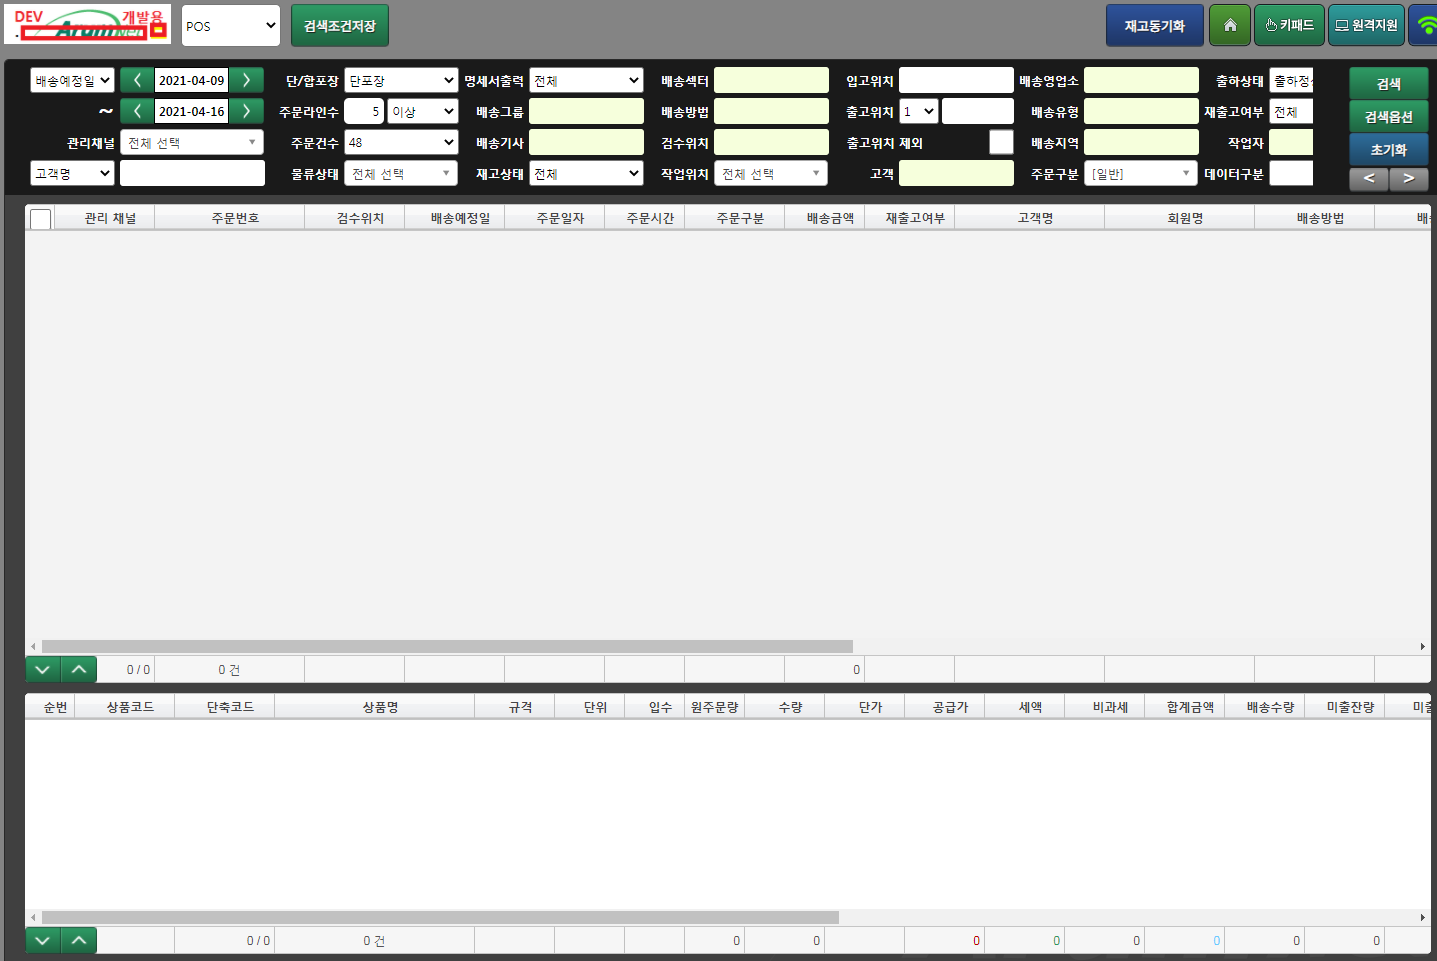 DEV 개발용
POS 검색조건저장 재고동기화 키패드 원격지원
배송예정일 2021-04-09 단/합포장 단포장 명세서출력 전체 배송섹터 입고위치 배송영업소 출하상태 검색
~ 2021-04-16 주문라인수 5 이상 배송그룹 배송방법 출고위치 1 배송유형 재출고여부 전체 검색옵션
관리채널 전체 선택 주문건수 48 배송기사 검수위치 출고위치 제외 배송지역 작업자 초기화
고객명 물류상태 전체 선택 재고상태 전체 작업위치 전체 선택 고객 주문구분 [일반] 데이터구분 < >
관리 채널 주문번호 검수위치 배송예정일 주문일자 주문시간 주문구분 배송금액 재출고여부 고객명 회원명 배송방법
0 / 0 0 건 0
순번 상품코드 단축코드 상품명 규격 단위 입수 원주문량 수량 단가 공급가 세액 비과세 합계금액 배송수량 미출잔량
0 / 0 0 건 0 0 0 0 0 0 0 0